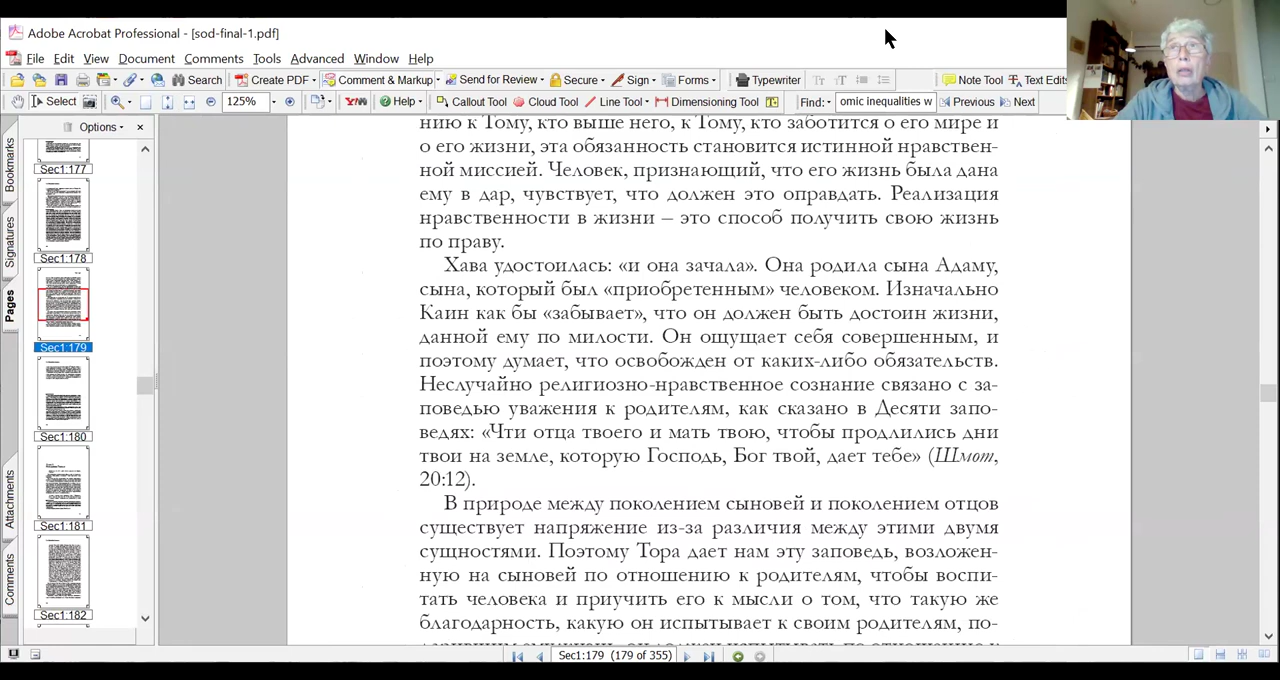 Adobe Acrobat Professional - [sod-final-1.pdf]
File Edit View Document Comments Tools Advanced Window Help
Search Create PDF Comment & Markup Send for Review Secure Sign Forms Typewriter Note Tool Text Edits
Select 125% Help Callout Tool Cloud Tool Line Tool Dimensioning Tool Find: omic inequalities w Previous Next
Options
Bookmarks
Signatures
Pages
Attachments
Comments
Sec1:177
Sec1:178
Sec1:179
Sec1:180
Sec1:181
Sec1:182
нию к Тому, кто выше него, к Тому, кто заботится о его мире и
о его жизни, эта обязанность становится истинной нравствен-
ной миссией. Человек, признающий, что его жизнь была дана
ему в дар, чувствует, что должен это оправдать. Реализация
нравственности в жизни – это способ получить свою жизнь
по праву.
Хава удостоилась: «и она зачала». Она родила сына Адаму,
сына, который был «приобретенным» человеком. Изначально
Каин как бы «забывает», что он должен быть достоин жизни,
данной ему по милости. Он ощущает себя совершенным, и
поэтому думает, что освобожден от каких-либо обязательств.
Неслучайно религиозно-нравственное сознание связано с за-
поведью уважения к родителям, как сказано в Десяти запо-
ведях: «Чти отца твоего и мать твою, чтобы продлились дни
твои на земле, которую Господь, Бог твой, дает тебе» (Шмот,
20:12).
В природе между поколением сыновей и поколением отцов
существует напряжение из-за различия между этими двумя
сущностями. Поэтому Тора дает нам эту заповедь, возложен-
ную на сыновей по отношению к родителям, чтобы воспи-
тать человека и приучить его к мысли о том, что такую же
благодарность, какую он испытывает к своим родителям, по-
Sec1:179 (179 of 355)